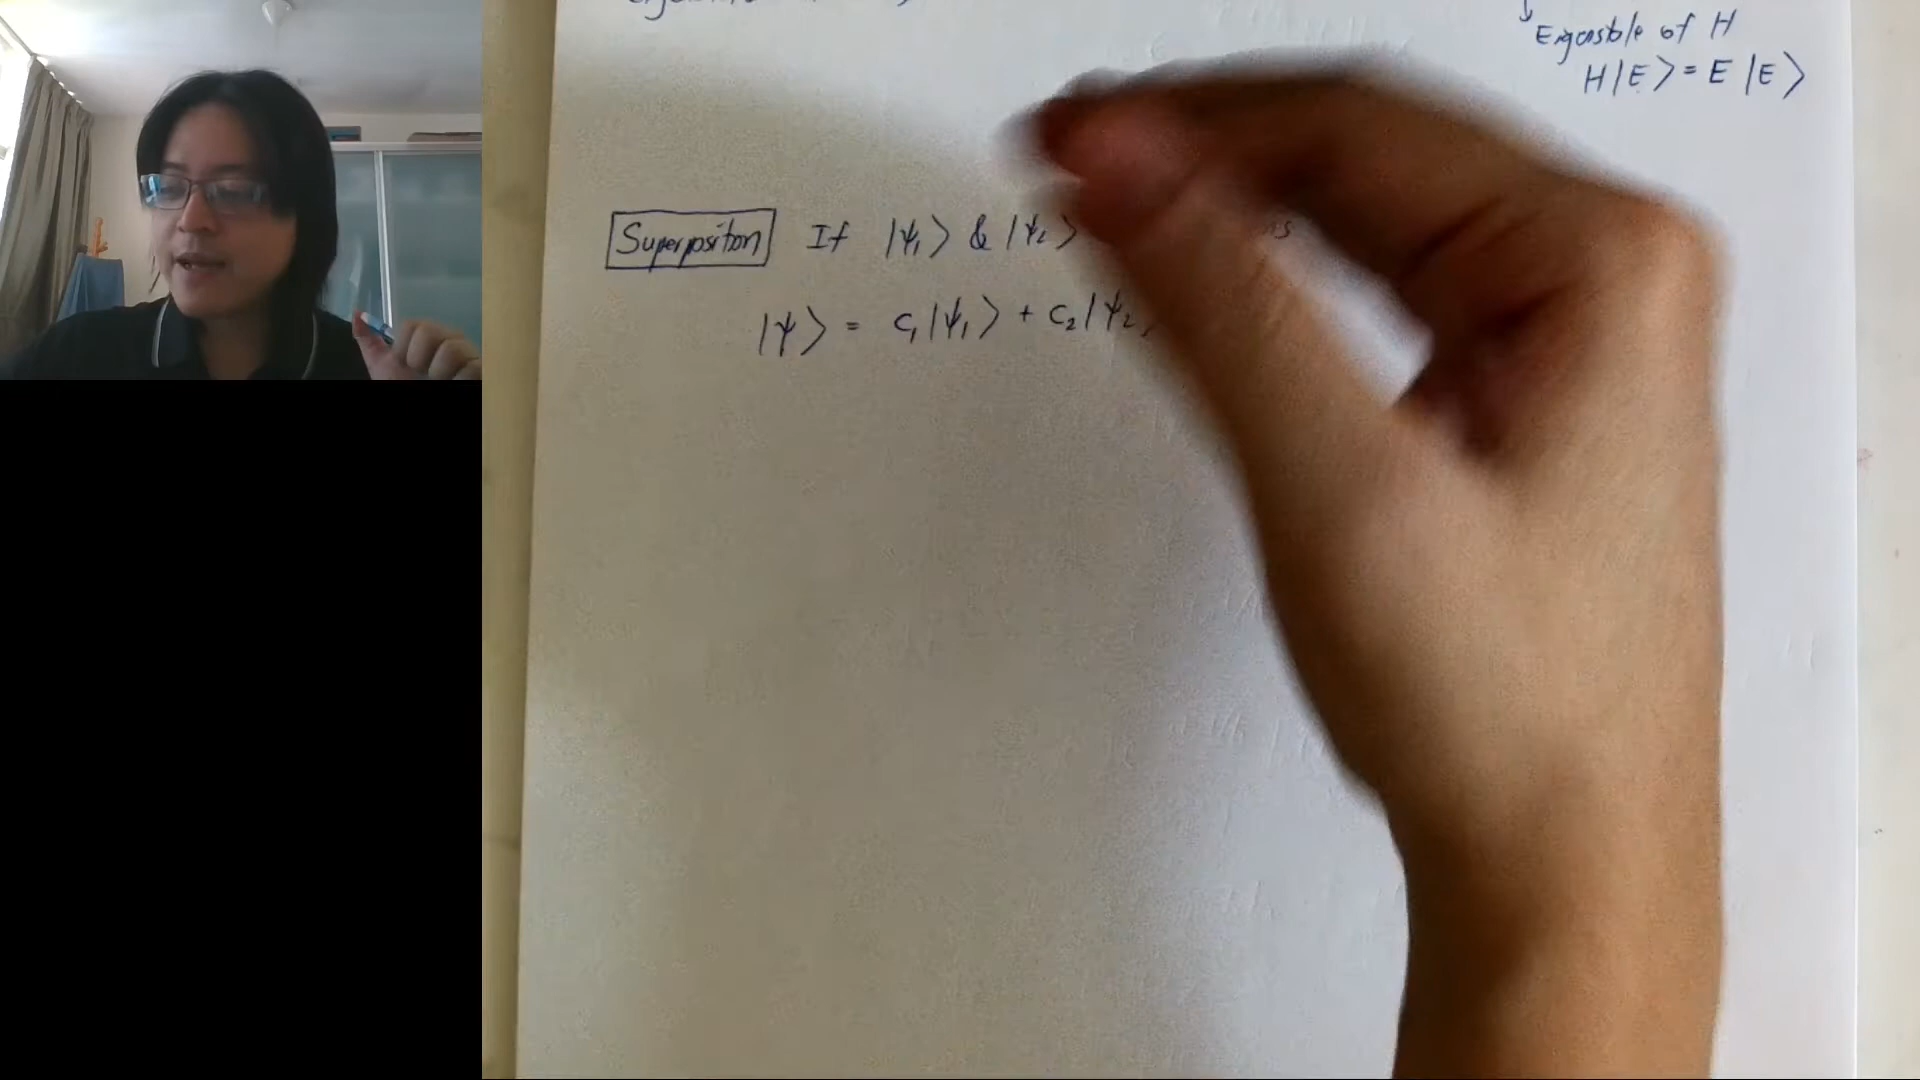 Eigenstate of H
H|E⟩ = E|E⟩
Superposition If |ψ₁⟩ & |ψ₂⟩
|ψ⟩ = c₁|ψ₁⟩ + c₂|ψ₂